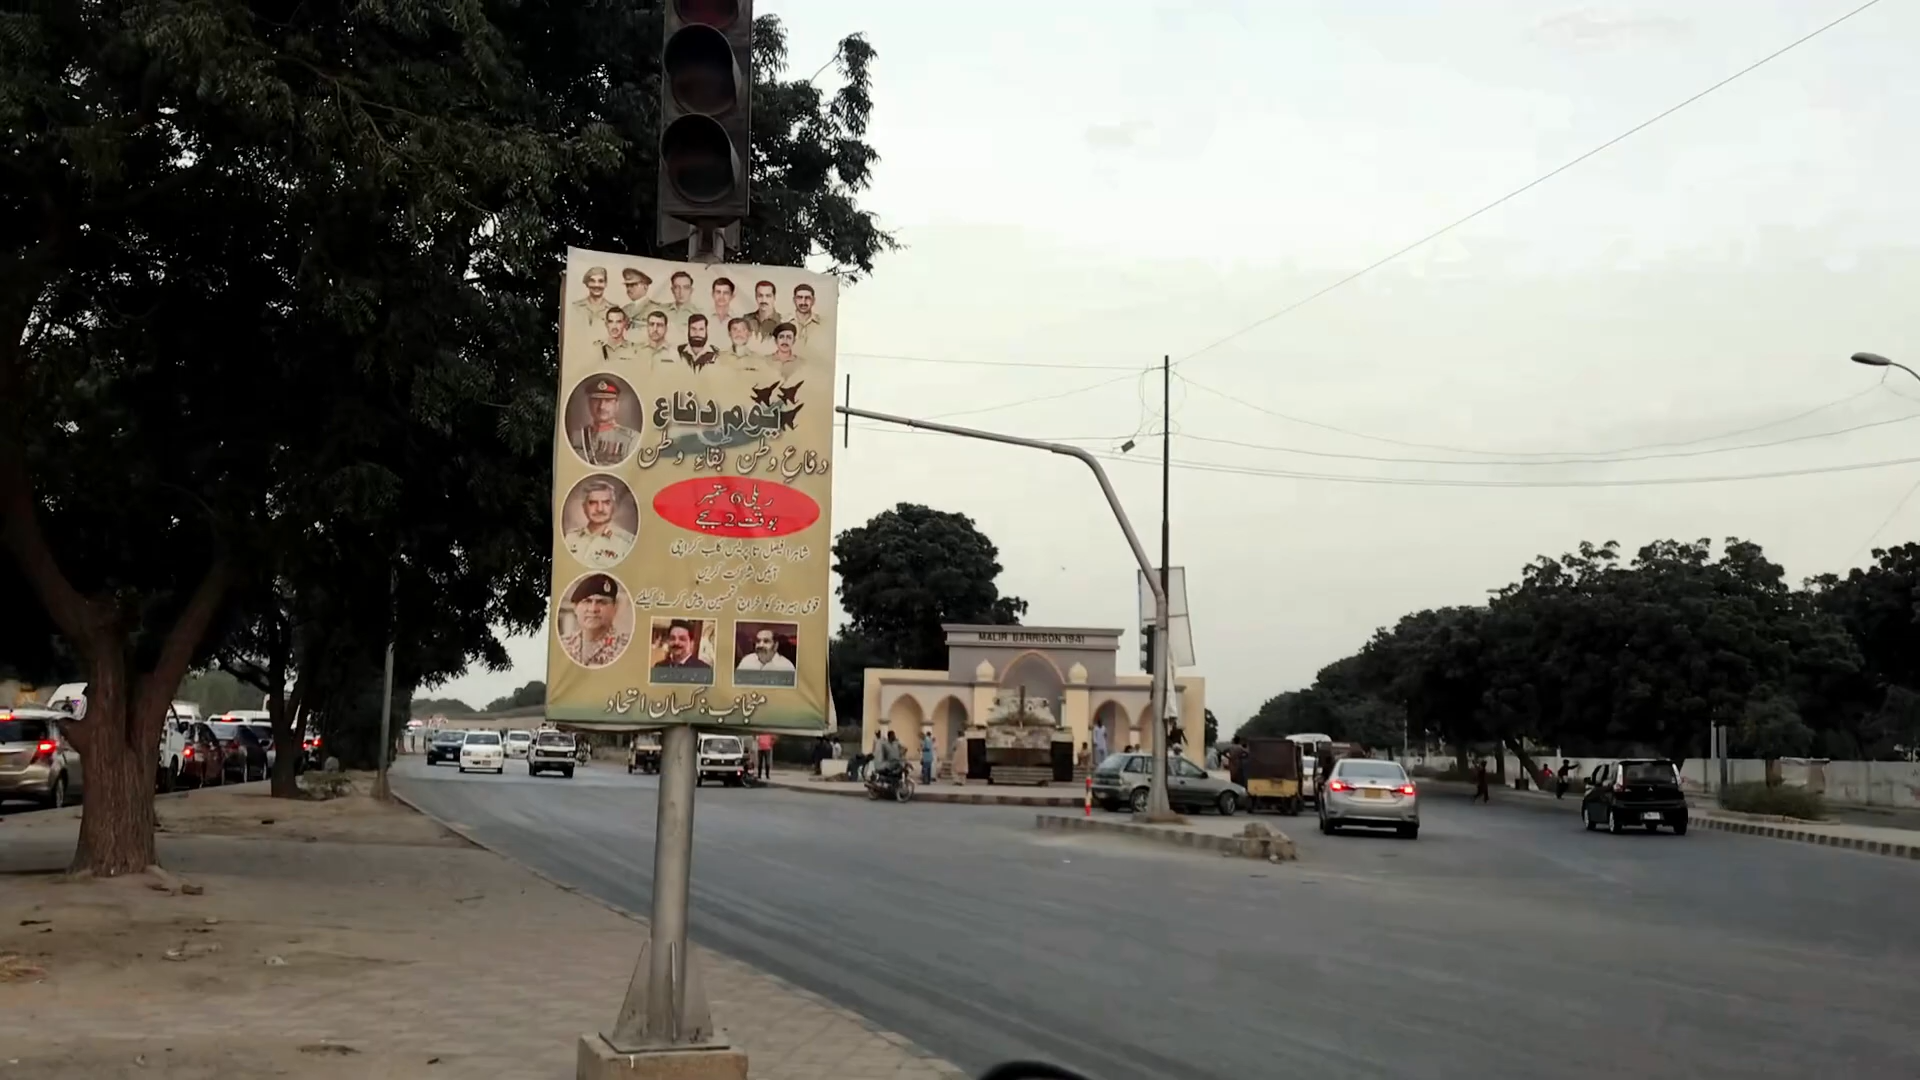 یوم دفاع
دفاعِ وطن بقاءِ وطن
ریلی 6 ستمبر
بوقت 2 بجے
شاہرا فیصل تا پریس کلب کراچی
آئیں شرکت کریں
قومی ہیروز کو خراج تحسین پیش کرنے کیلئے
منجانب: کسان اتحاد
MALIR GARRISON 1941